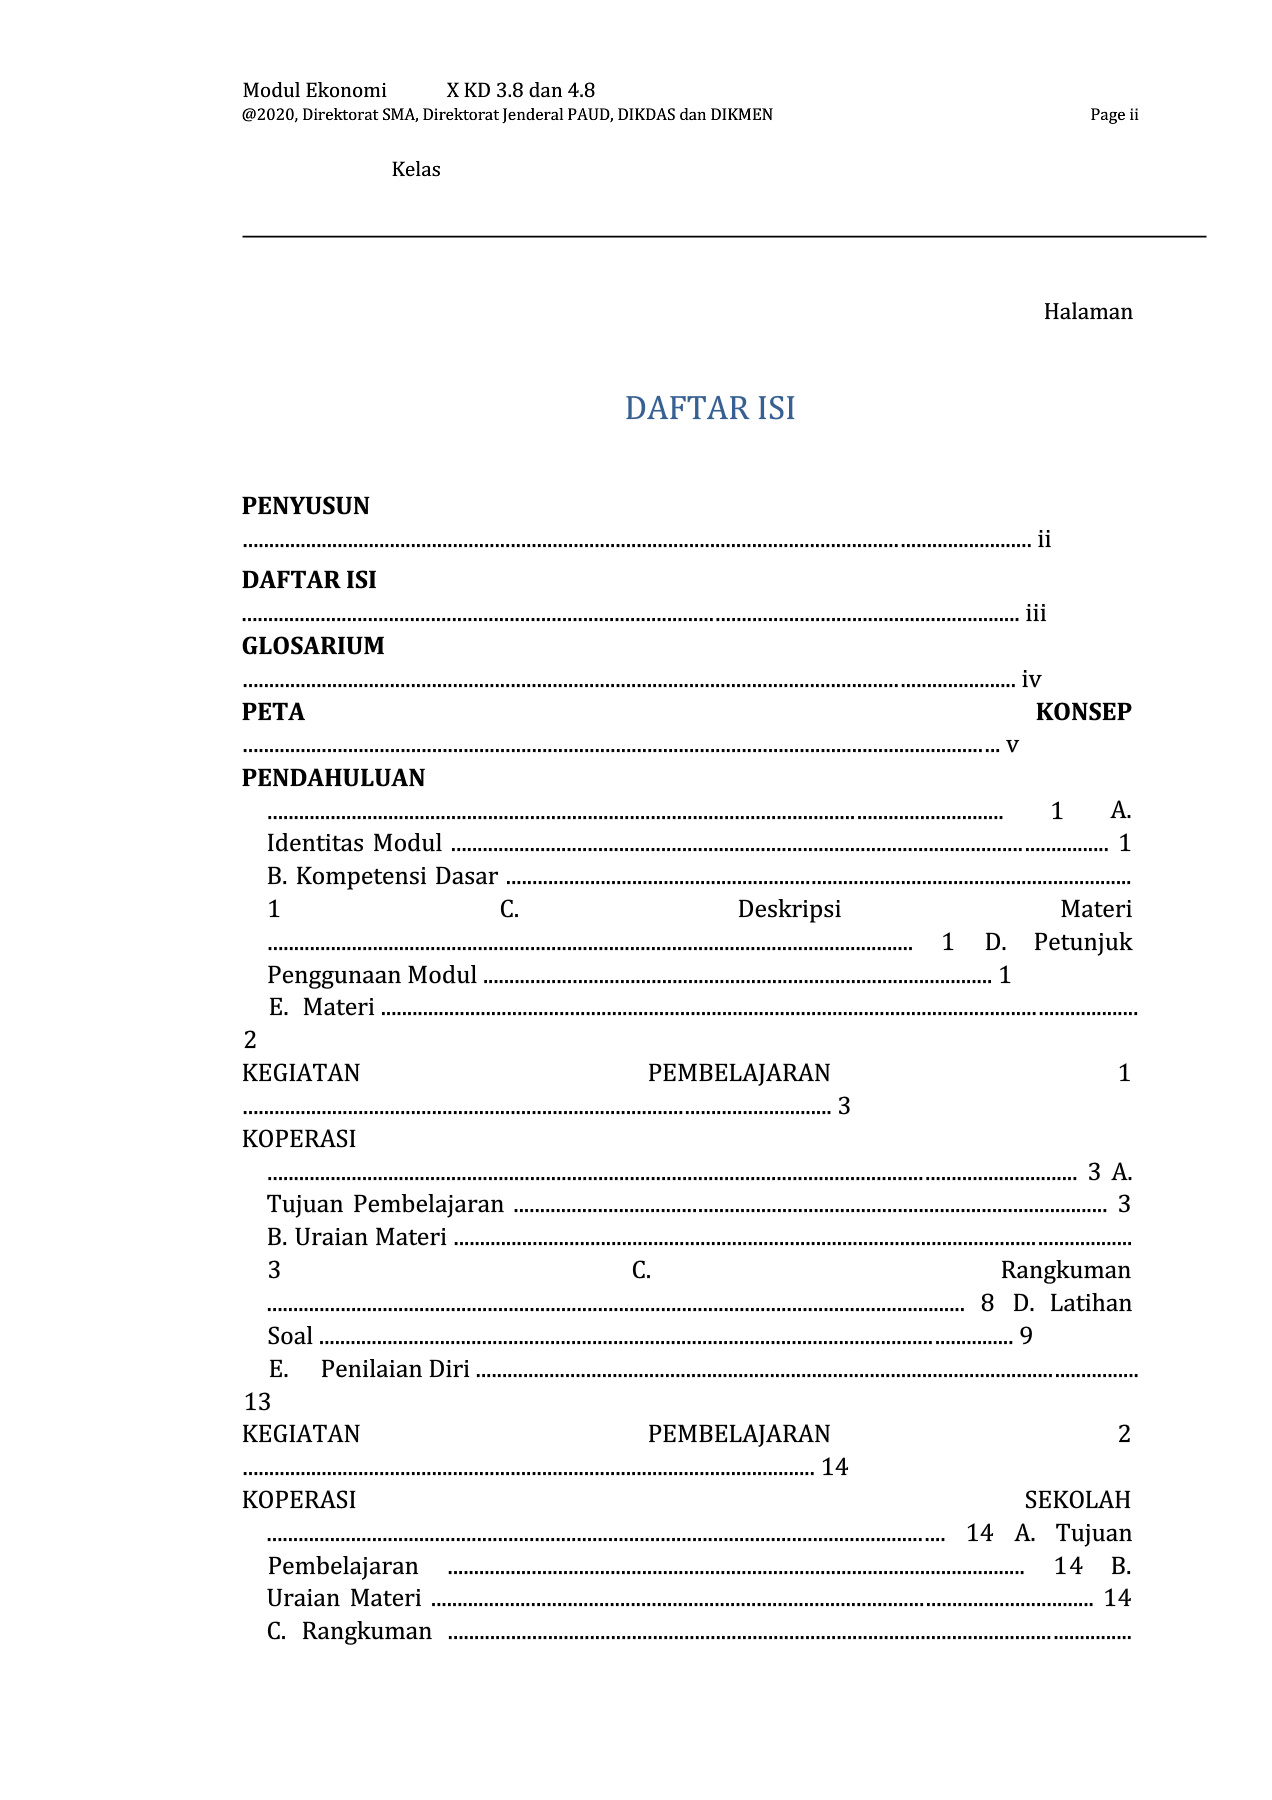 Modul Ekonomi X KD 3.8 dan 4.8
@2020, Direktorat SMA, Direktorat Jenderal PAUD, DIKDAS dan DIKMEN Page ii
Kelas
Halaman
DAFTAR ISI
PENYUSUN
.......................................................................................................... ii
DAFTAR ISI
.......................................................................................................... iii
GLOSARIUM
.......................................................................................................... iv
PETA KONSEP
.......................................................................................................... v
PENDAHULUAN
.......................................................................................................... 1 A.
Identitas Modul .......................................................................................................... 1
B. Kompetensi Dasar ..........................................................................................................
1 C. Deskripsi Materi
.......................................................................................................... 1 D. Petunjuk
Penggunaan Modul .......................................................................................................... 1
E. Materi ..........................................................................................................
2
KEGIATAN PEMBELAJARAN 1
.......................................................................................................... 3
KOPERASI
.......................................................................................................... 3 A.
Tujuan Pembelajaran .......................................................................................................... 3
B. Uraian Materi ..........................................................................................................
3 C. Rangkuman
.......................................................................................................... 8 D. Latihan
Soal .......................................................................................................... 9
E. Penilaian Diri ..........................................................................................................
13
KEGIATAN PEMBELAJARAN 2
.......................................................................................................... 14
KOPERASI SEKOLAH
.......................................................................................................... 14 A. Tujuan
Pembelajaran .......................................................................................................... 14 B.
Uraian Materi .......................................................................................................... 14
C. Rangkuman ..........................................................................................................